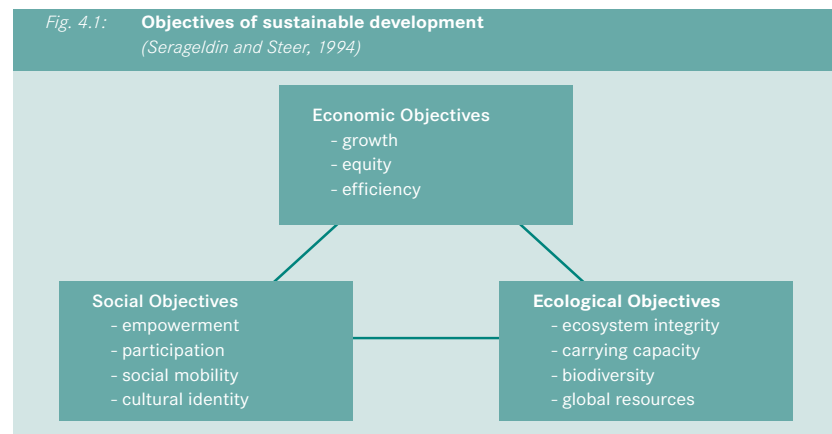 Fig. 4.1: Objectives of sustainable development
(Serageldin and Steer, 1994)
Economic Objectives
- growth
- equity
- efficiency
Social Objectives
- empowerment
- participation
- social mobility
- cultural identity
Ecological Objectives
- ecosystem integrity
- carrying capacity
- biodiversity
- global resources